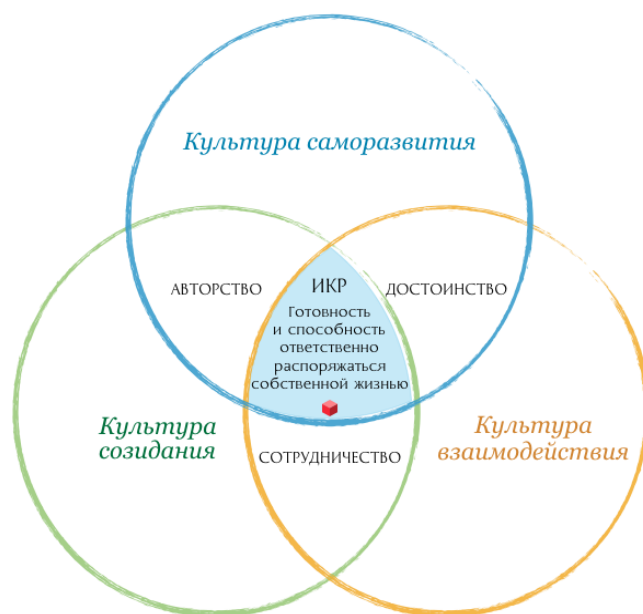 Культура саморазвития
АВТОРСТВО
ИКР
ДОСТОИНСТВО
Готовность
и способность
ответственно
распоряжаться
собственной жизнью
Культура
созидания
Культура
взаимодействия
СОТРУДНИЧЕСТВО